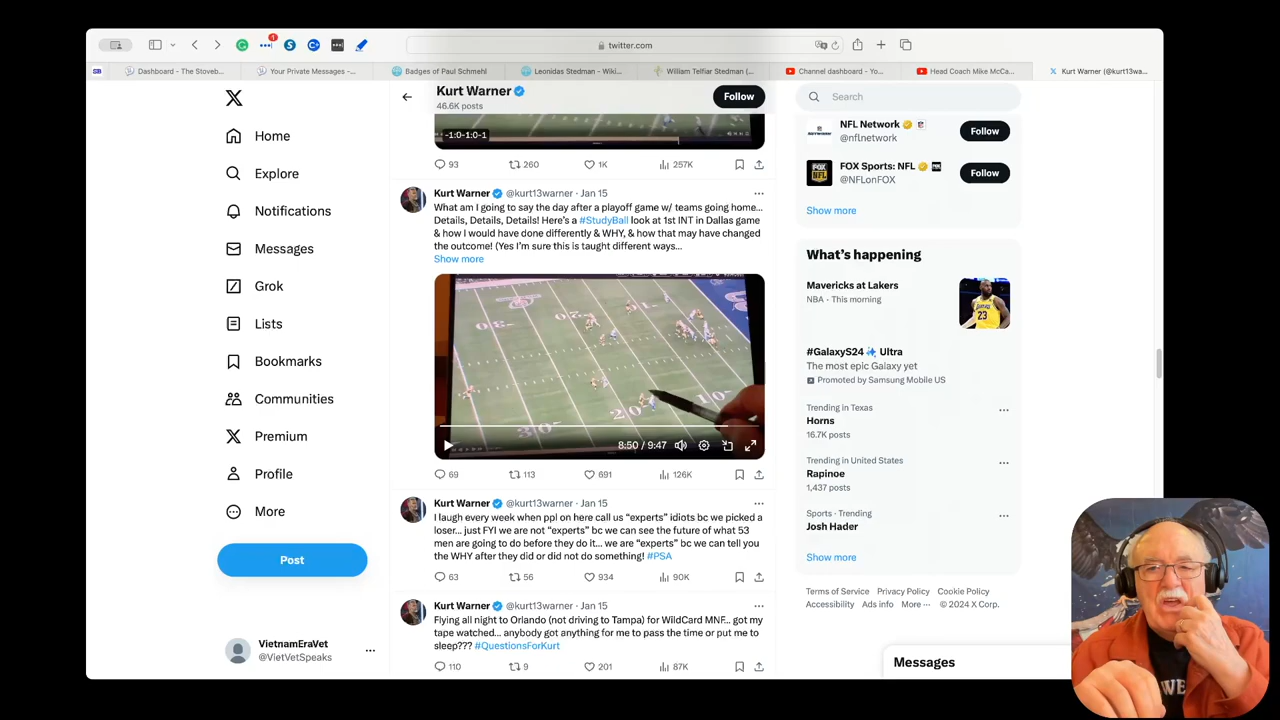 1
twitter.com
SB
Dashboard - The Stoveb...
Your Private Messages -...
Badges of Paul Schmehl
Leonidas Stedman - Wiki...
William Telfiar Stedman (...
Channel dashboard - Yo...
Head Coach Mike McCa...
Kurt Warner (@kurt13wa...
Home
Explore
Notifications
Messages
Grok
Lists
Bookmarks
Communities
Premium
Profile
More
Post
VietnamEraVet
@VietVetSpeaks
Kurt Warner
46.6K posts
Follow
-1:0-1:0-1
93 260 1K 257K
Kurt Warner @kurt13warner · Jan 15
What am I going to say the day after a playoff game w/ teams going home...
Details, Details, Details! Here's a #StudyBall look at 1st INT in Dallas game
& how I would have done differently & WHY, & how that may have changed
the outcome! (Yes I'm sure this is taught different ways...
Show more
8:50 / 9:47
69 113 691 126K
Kurt Warner @kurt13warner · Jan 15
I laugh every week when ppl on here call us "experts" idiots bc we picked a
loser... just FYI we are not "experts" bc we can see the future of what 53
men are going to do before they do it... we are "experts" bc we can tell you
the WHY after they did or did not do something! #PSA
63 56 934 90K
Kurt Warner @kurt13warner · Jan 15
Flying all night to Orlando (not driving to Tampa) for WildCard MNF... got my
tape watched... anybody got anything for me to pass the time or put me to
sleep??? #QuestionsForKurt
110 9 201 87K
Search
NFL Network
@nflnetwork
Follow
FOX Sports: NFL
@NFLonFOX
Follow
Show more
What's happening
Mavericks at Lakers
NBA · This morning
#GalaxyS24 Ultra
The most epic Galaxy yet
Promoted by Samsung Mobile US
Trending in Texas
Horns
16.7K posts
Trending in United States
Rapinoe
1,437 posts
Sports · Trending
Josh Hader
Show more
Terms of Service Privacy Policy Cookie Policy
Accessibility Ads info More ··· © 2024 X Corp.
Messages